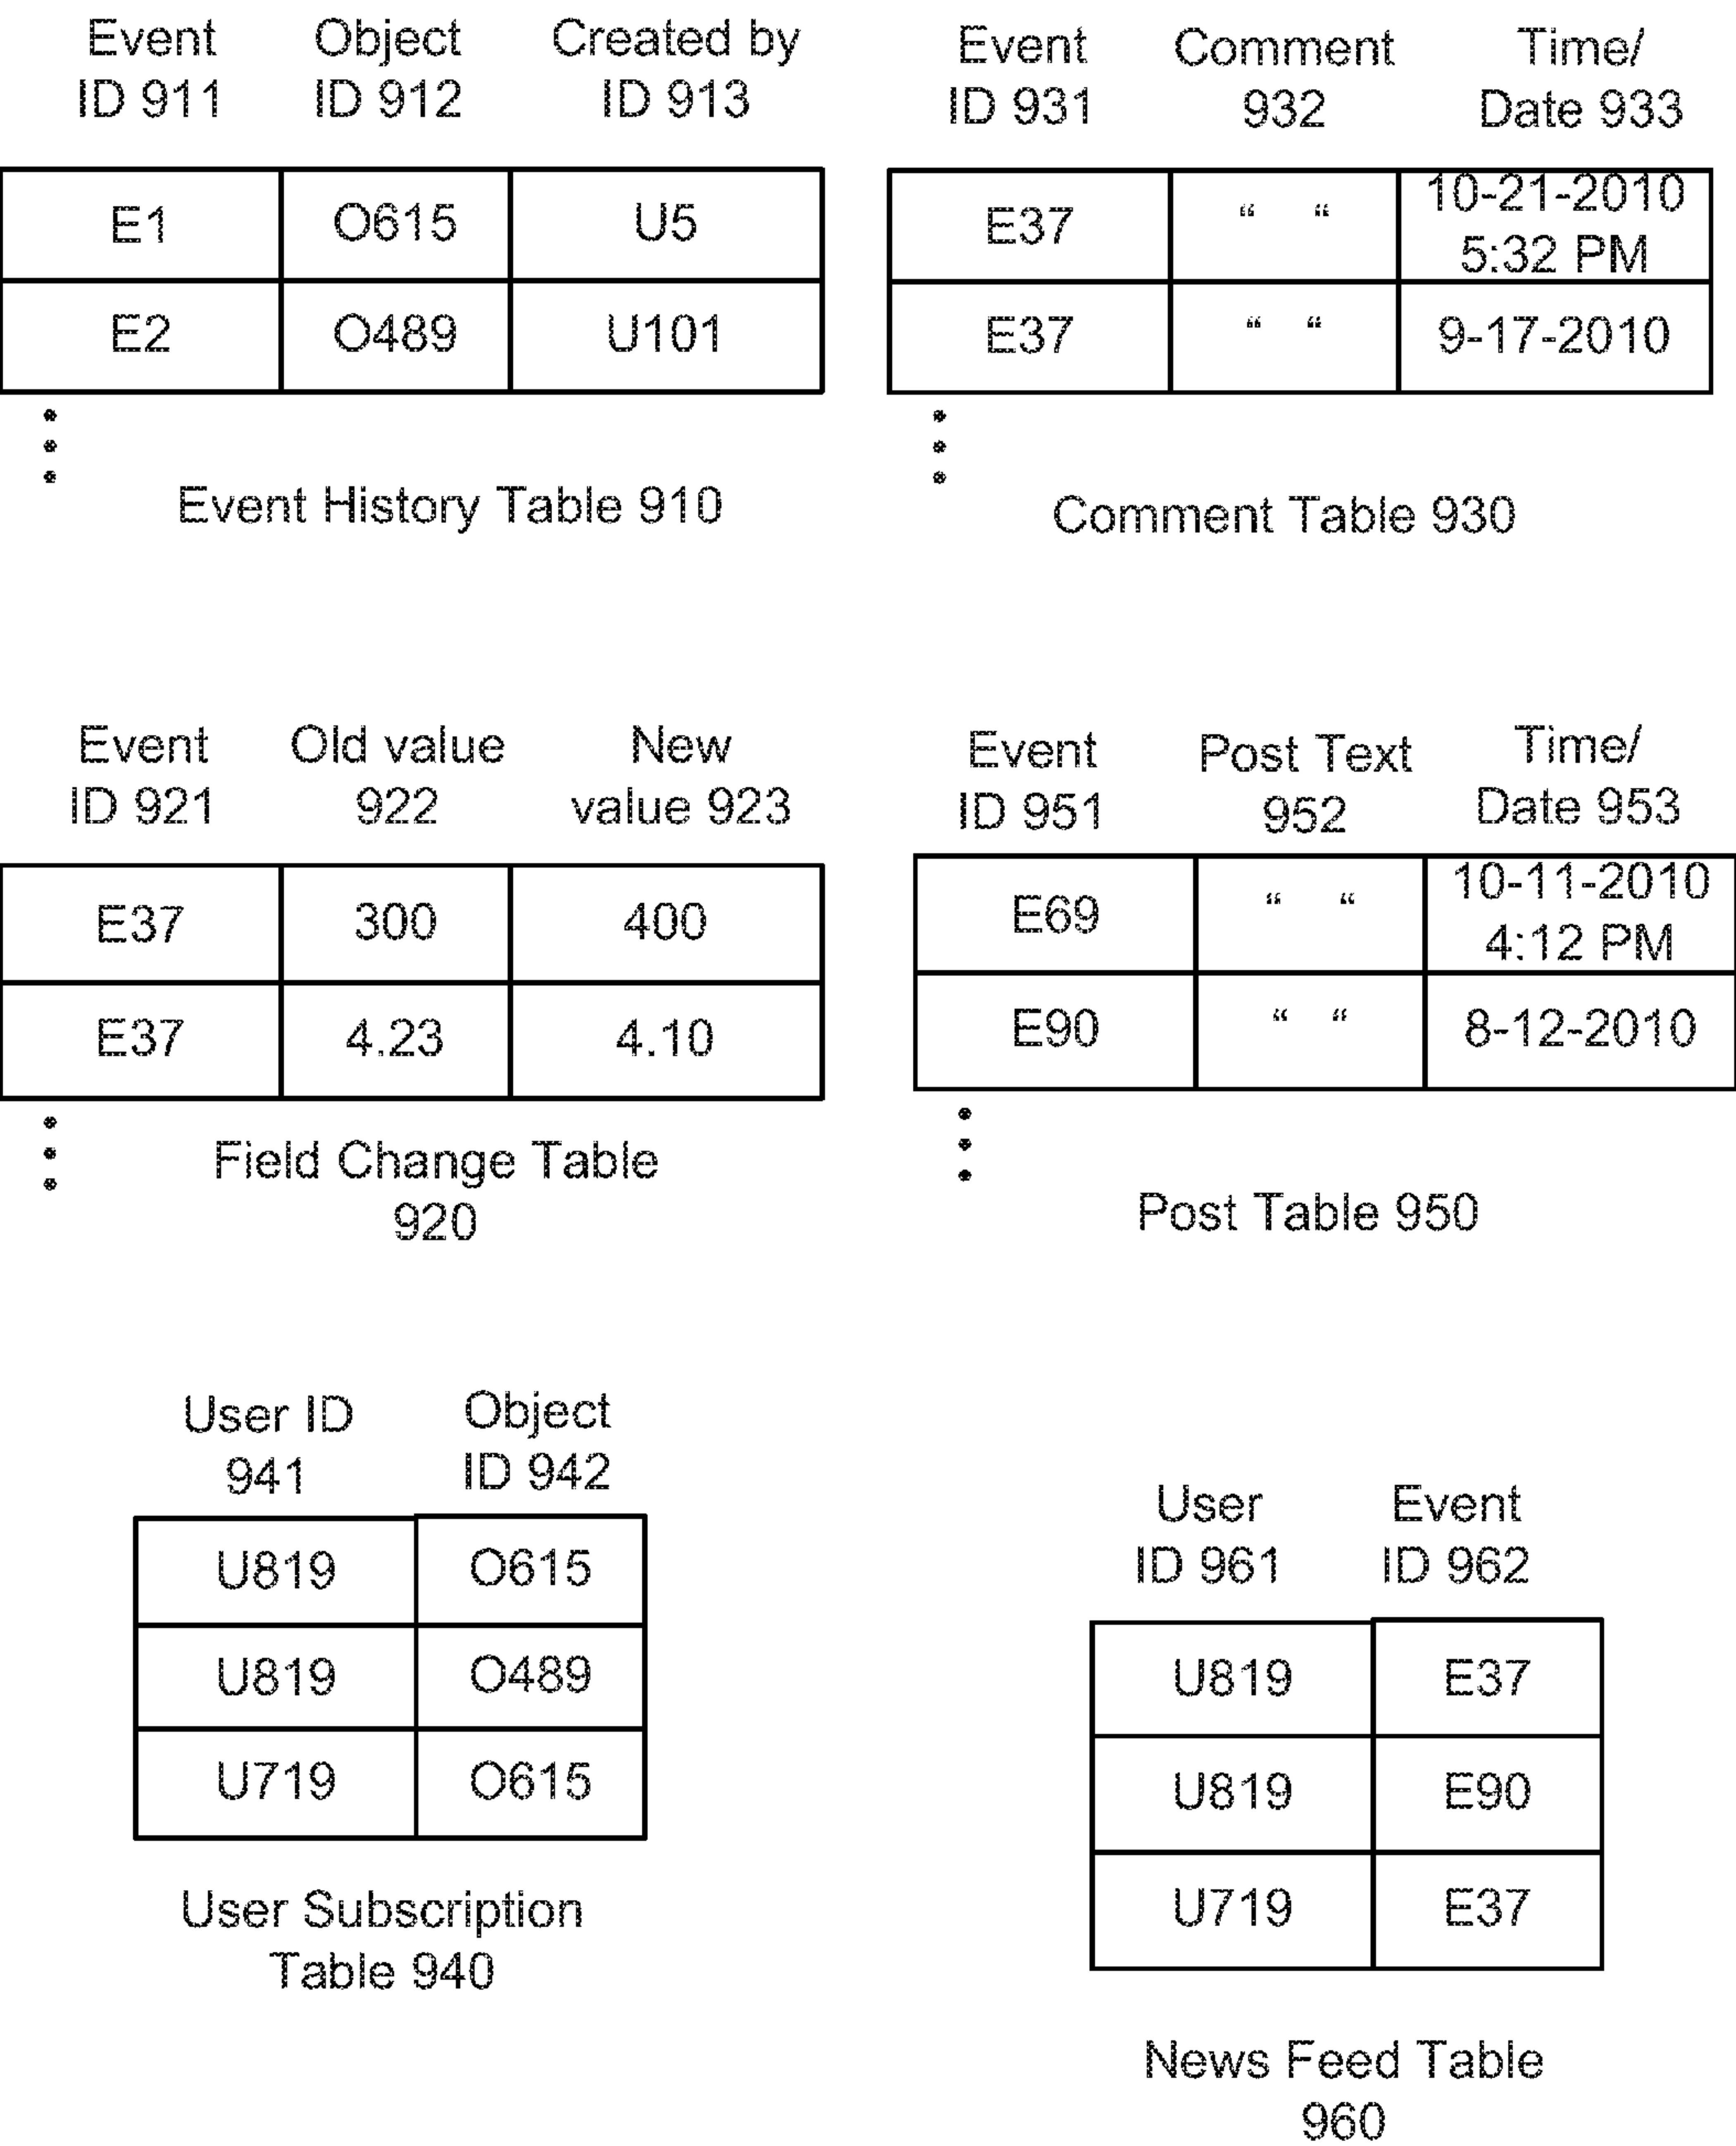 Event Object Created by
ID 911 ID 912 ID 913
E1 O615 U5
E2 O489 U101
Event History Table 910
Event Comment Time/
ID 931 932 Date 933
E37 “ “ 10-21-2010
5:32 PM
E37 “ “ 9-17-2010
Comment Table 930
Event Old value New
ID 921 922 value 923
E37 300 400
E37 4.23 4.10
Field Change Table
920
Event Post Text Time/
ID 951 952 Date 953
E69 “ “ 10-11-2010
4:12 PM
E90 “ “ 8-12-2010
Post Table 950
User ID Object
941 ID 942
U819 O615
U819 O489
U719 O615
User Subscription
Table 940
User Event
ID 961 ID 962
U819 E37
U819 E90
U719 E37
News Feed Table
960